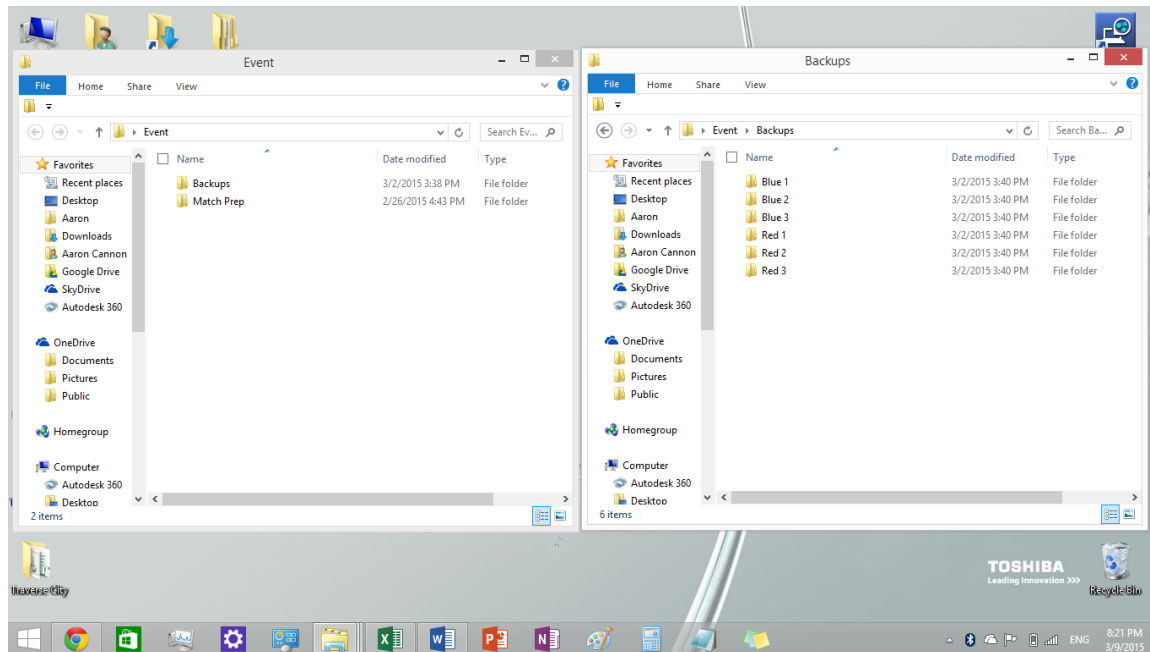 Event
File Home Share View
Event
Search Ev...
Favorites
Recent places
Desktop
Aaron
Downloads
Aaron Cannon
Google Drive
SkyDrive
Autodesk 360
OneDrive
Documents
Pictures
Public
Homegroup
Computer
Autodesk 360
Desktop
Name Date modified Type
Backups 3/2/2015 3:38 PM File folder
Match Prep 2/26/2015 4:43 PM File folder
2 items
Backups
File Home Share View
Event Backups
Search Ba...
Favorites
Recent places
Desktop
Aaron
Downloads
Aaron Cannon
Google Drive
SkyDrive
Autodesk 360
OneDrive
Documents
Pictures
Public
Homegroup
Computer
Autodesk 360
Desktop
Name Date modified Type
Blue 1 3/2/2015 3:40 PM File folder
Blue 2 3/2/2015 3:40 PM File folder
Blue 3 3/2/2015 3:40 PM File folder
Red 1 3/2/2015 3:40 PM File folder
Red 2 3/2/2015 3:40 PM File folder
Red 3 3/2/2015 3:40 PM File folder
6 items
Traverse City
TOSHIBA
Leading Innovation >>>
Recycle Bin
ENG
8:21 PM
3/9/2015